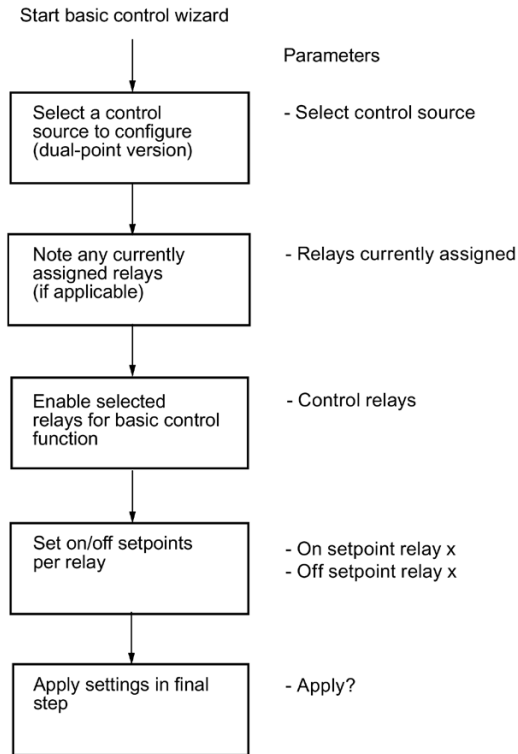 Start basic control wizard
Parameters
Select a control
source to configure
(dual-point version)
- Select control source
Note any currently
assigned relays
(if applicable)
- Relays currently assigned
Enable selected
relays for basic control
function
- Control relays
Set on/off setpoints
per relay
- On setpoint relay x
- Off setpoint relay x
Apply settings in final
step
- Apply?